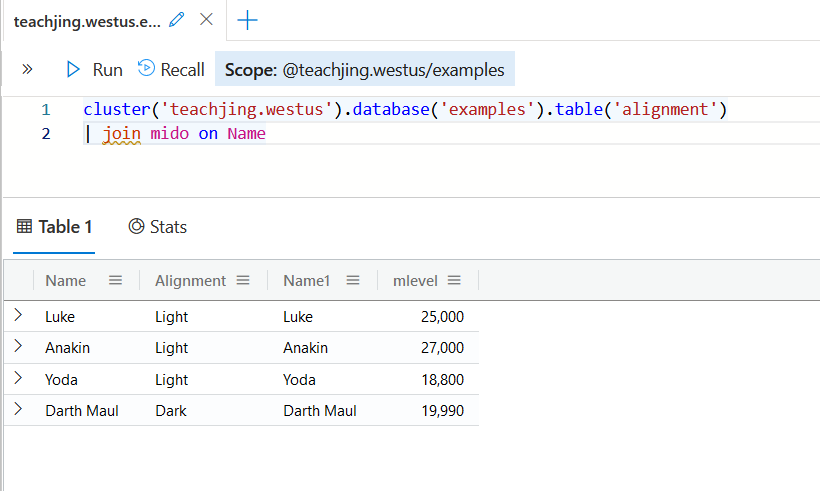 teachjing.westus.e...
Run Recall Scope: @teachjing.westus/examples
1 cluster('teachjing.westus').database('examples').table('alignment')
2 | join mido on Name
Table 1 Stats
Name Alignment Name1 mlevel
Luke Light Luke 25,000
Anakin Light Anakin 27,000
Yoda Light Yoda 18,800
Darth Maul Dark Darth Maul 19,990